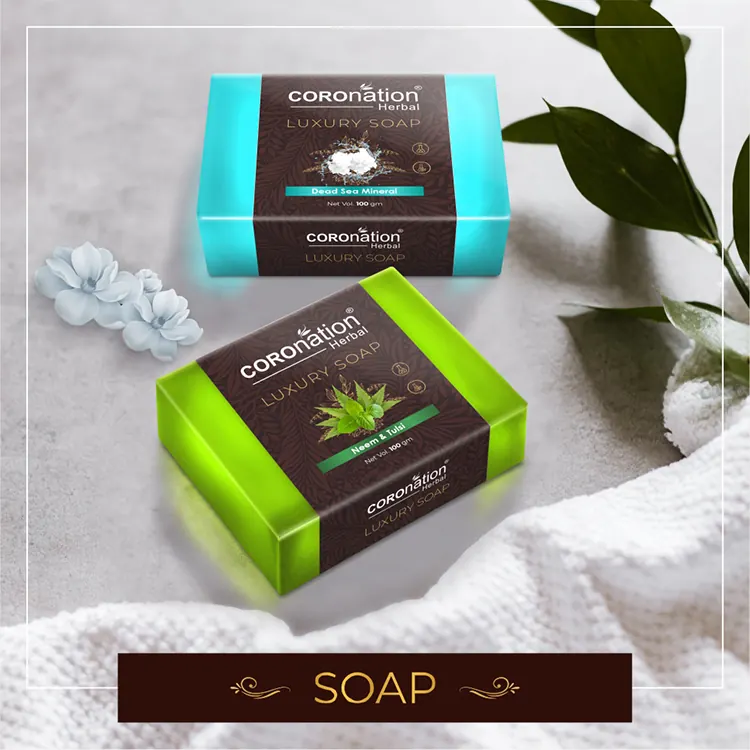 COROnation®
Herbal
LUXURY SOAP
Dead Sea Mineral
Net Vol. 100 gm
COROnation®
Herbal
LUXURY SOAP
COROnation®
Herbal
LUXURY SOAP
Neem & Tulsi
Net Vol. 100 gm
COROnation®
Herbal
LUXURY SOAP
SOAP